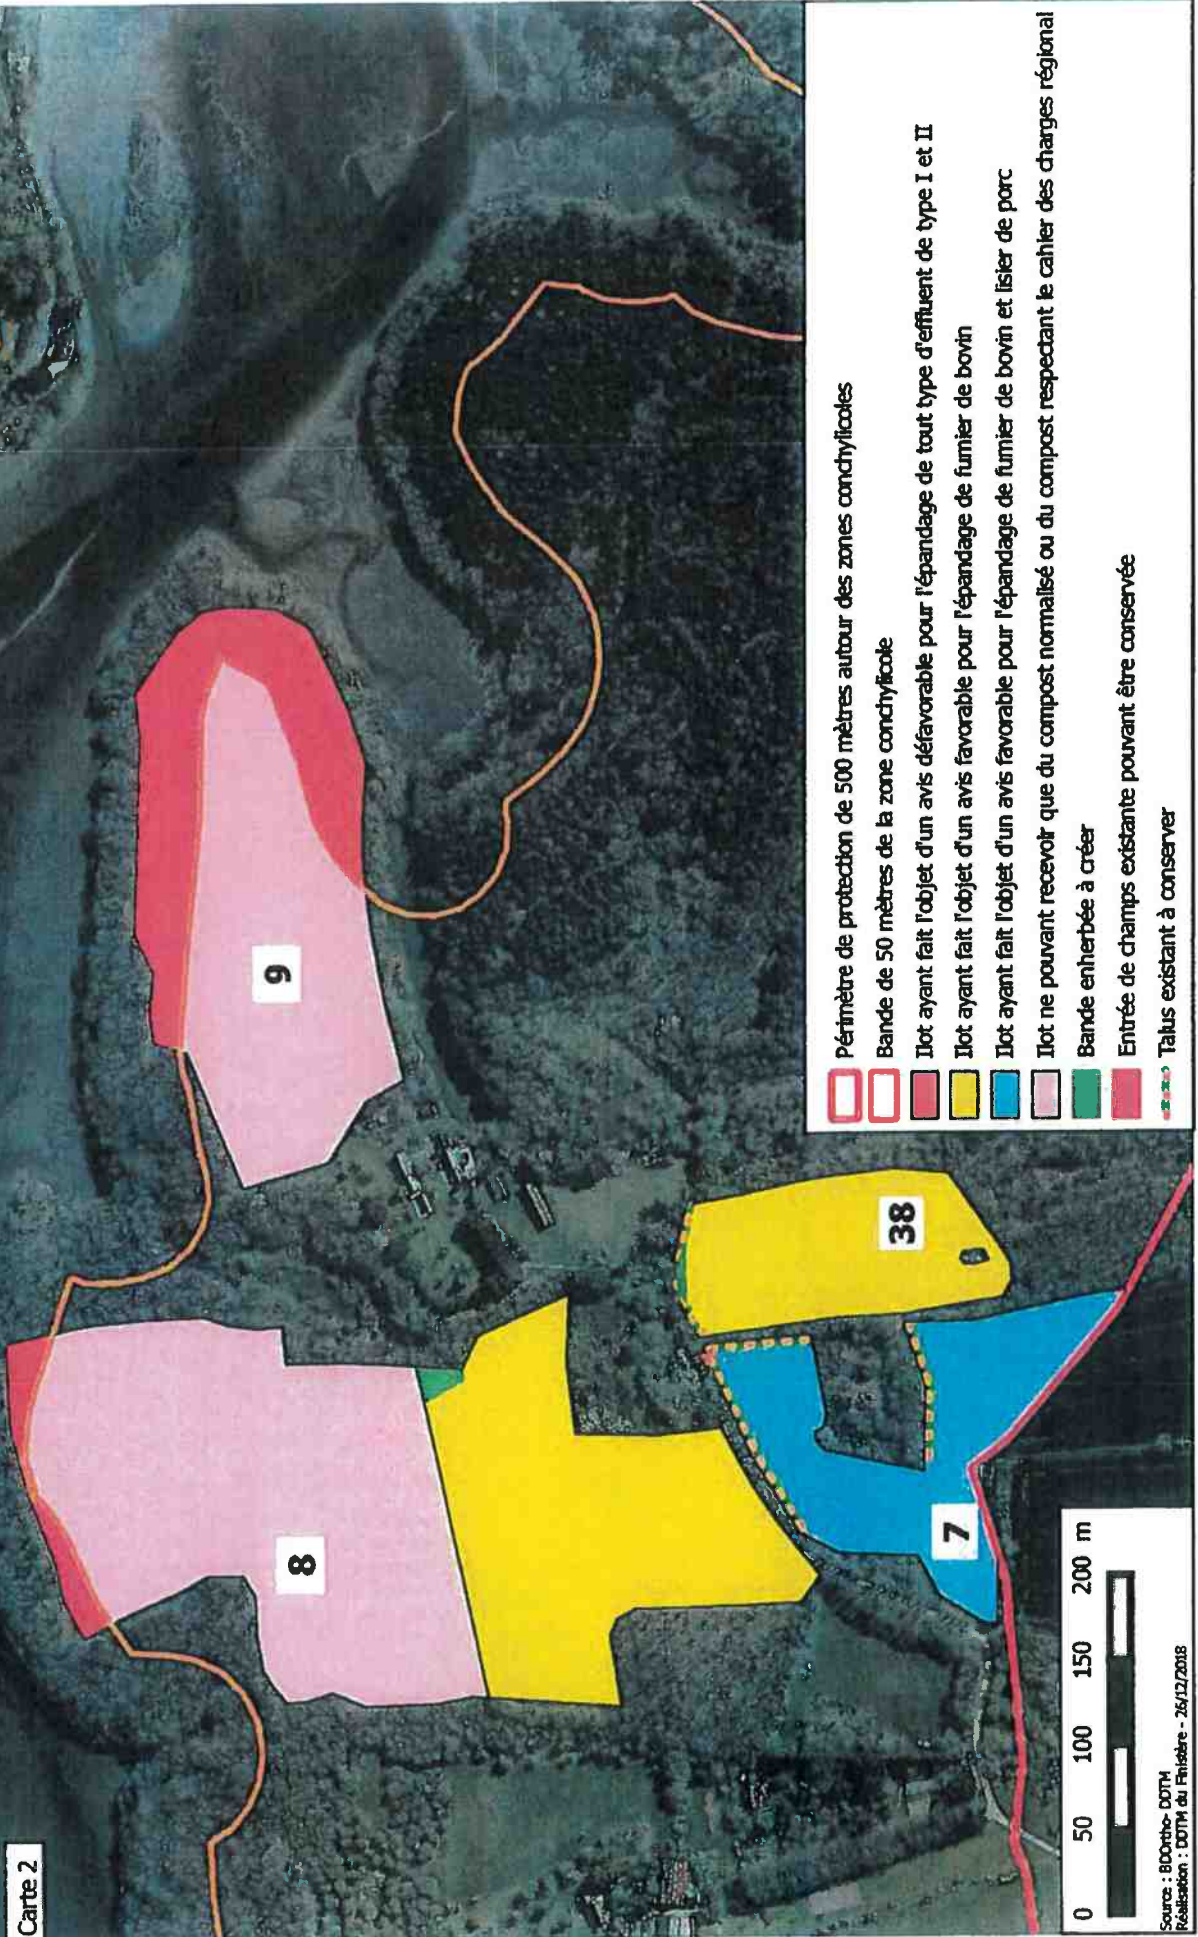 Carte 2
9
8
38
7
Périmètre de protection de 500 mètres autour des zones conchylicoles
Bande de 50 mètres de la zone conchylicole
Ilot ayant fait l'objet d'un avis défavorable pour l'épandage de tout type d'effluent de type I et II
Ilot ayant fait l'objet d'un avis favorable pour l'épandage de fumier de bovin
Ilot ayant fait l'objet d'un avis favorable pour l'épandage de fumier de bovin et lisier de porc
Ilot ne pouvant recevoir que du compost normalisé ou du compost respectant le cahier des charges régional
Bande enherbée à créer
Entrée de champs existante pouvant être conservée
Talus existant à conserver
0 50 100 150 200 m
Source : BDOrtho- DDTM
Réalisation : DDTM du Finistère - 26/12/2018